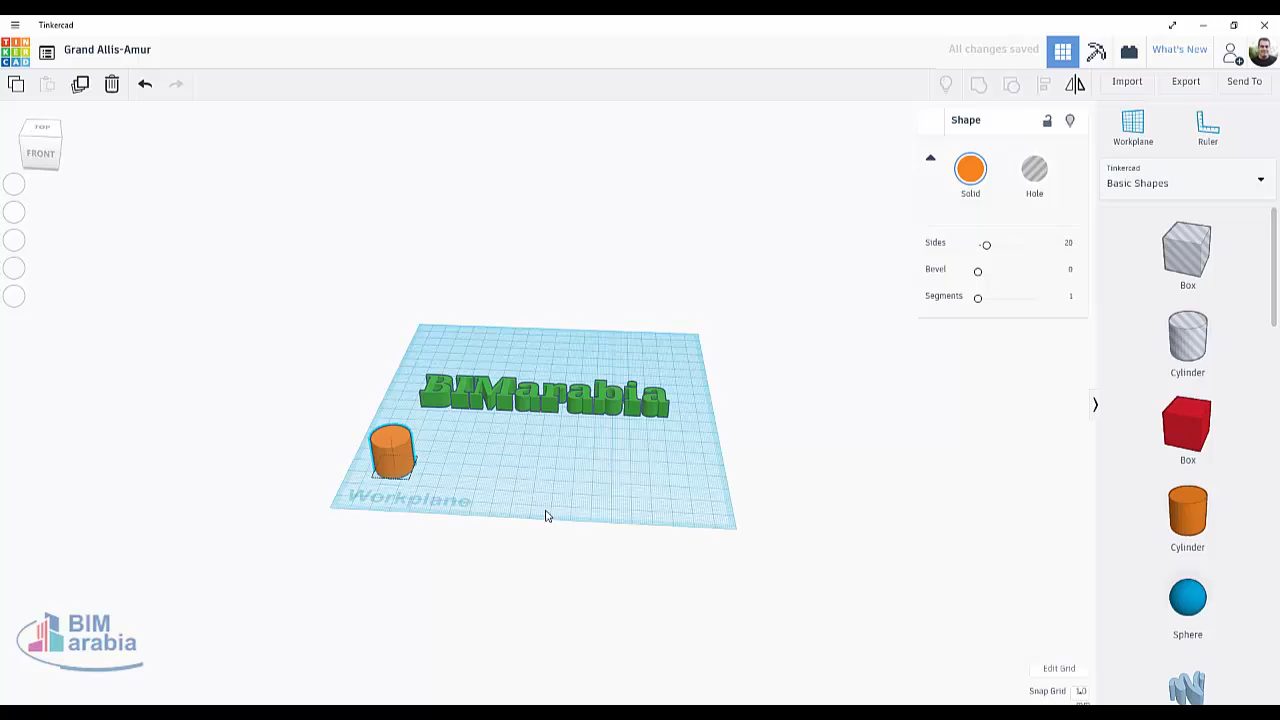 Tinkercad
TIN
KER
CAD
Grand Allis-Amur
All changes saved
What's New
Import
Export
Send To
TOP
FRONT
Shape
Solid
Hole
Sides
20
Bevel
0
Segments
1
Workplane
Ruler
Tinkercad
Basic Shapes
Box
Cylinder
Box
Cylinder
Sphere
BIMarabia
Workplane
BIM
arabia
Edit Grid
Snap Grid
1.0